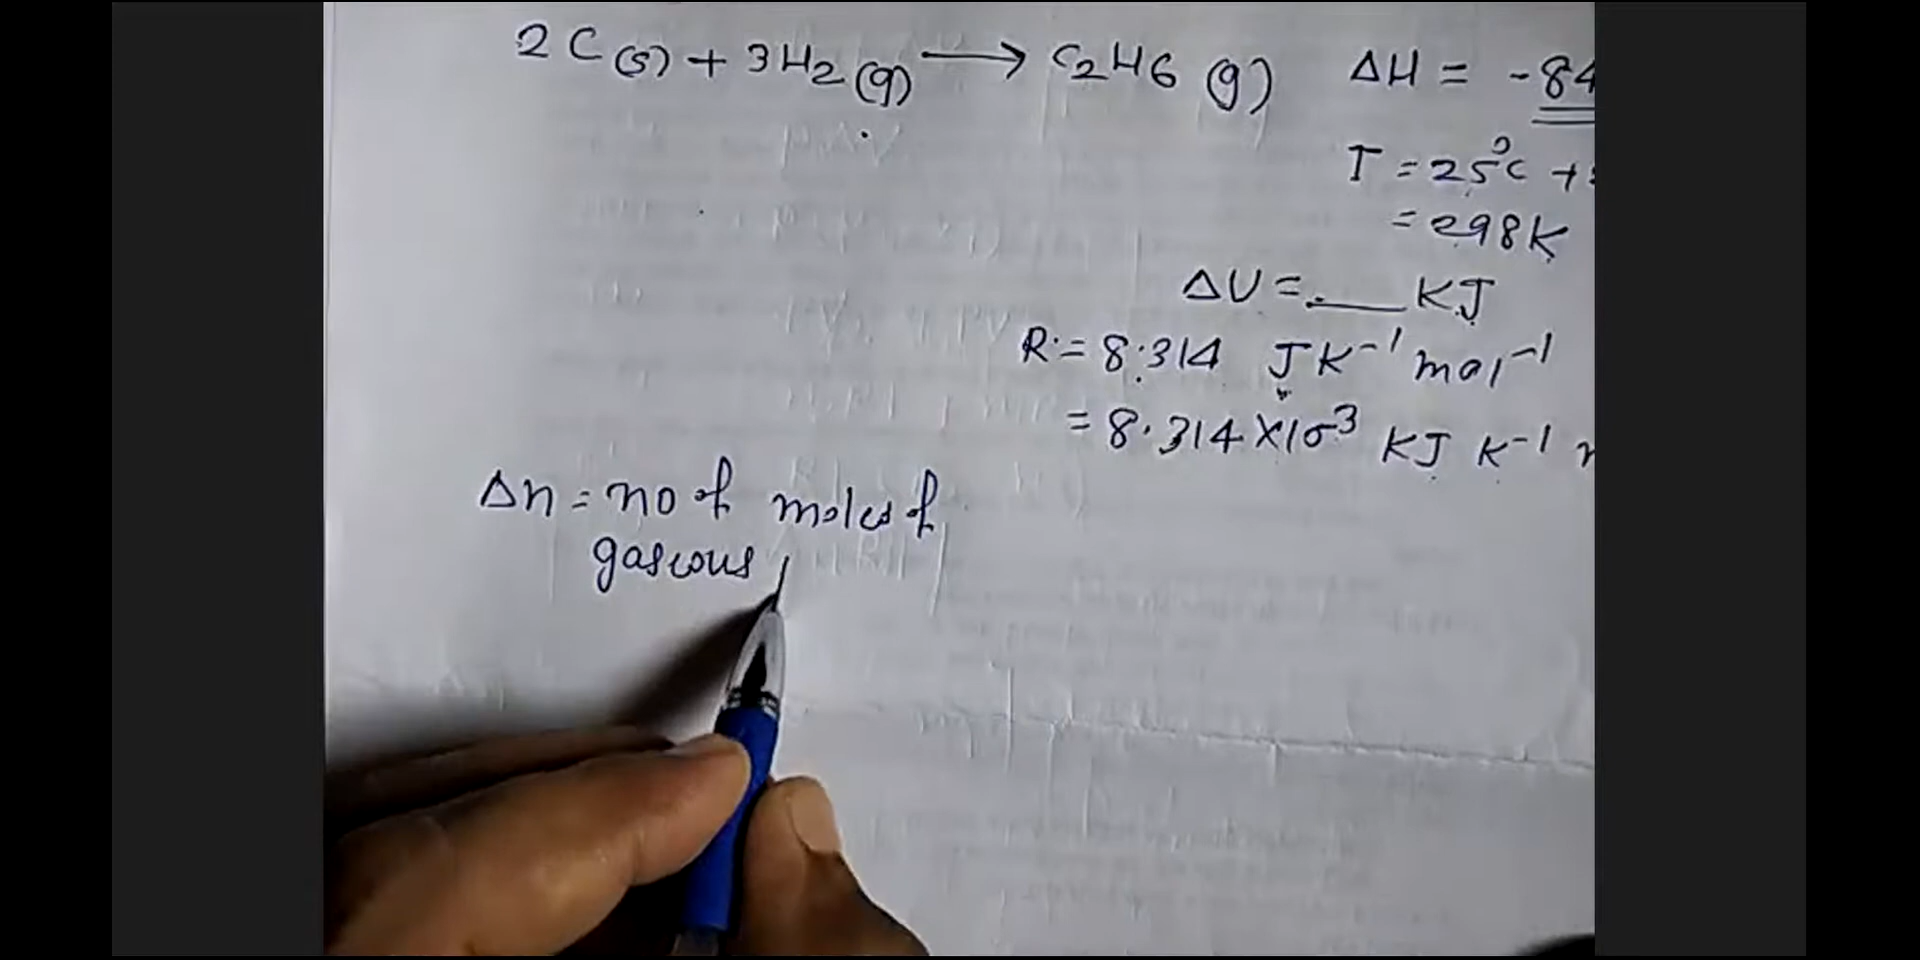 2C(s) + 3H2(g) → C2H6(g) ΔH = -84
T = 25°C +
= 298K
ΔU = ___ KJ
R = 8.314 J K⁻¹ mol⁻¹
= 8.314×10⁻³ KJ K⁻¹
Δn = no of moles of
gaseous